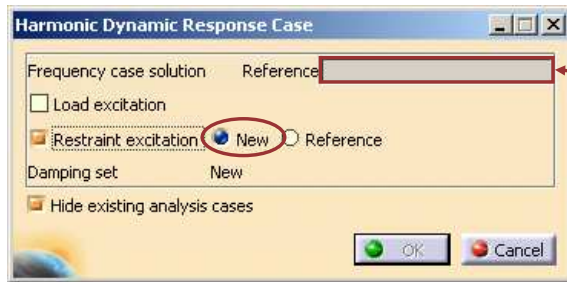 Harmonic Dynamic Response Case
Frequency case solution Reference
Load excitation
Restraint excitation New Reference
Damping set New
Hide existing analysis cases
OK Cancel